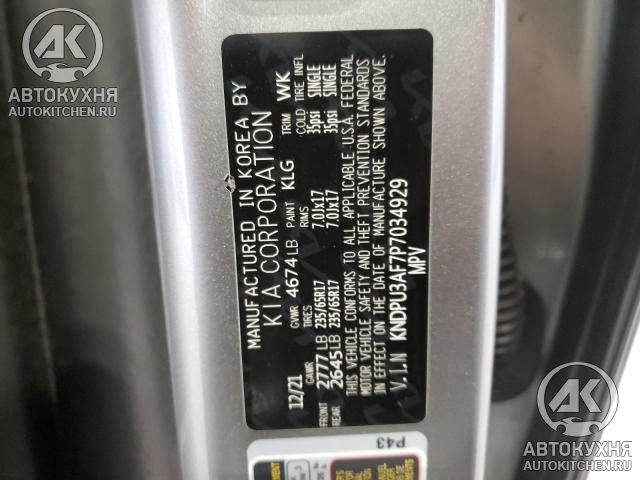 AK
АВТОКУХНЯ
AUTOKITCHEN.RU
MANUFACTURED IN KOREA BY
KIA CORPORATION
12/21 GVWR 4674LB PAINT KLG TRIM WK
GAWR TIRES RIMS COLD TIRE INFL
FRONT 2777LB 235/65R17 7.0JX17 35psi SINGLE
REAR 2645LB 235/65R17 7.0JX17 35psi SINGLE
THIS VEHICLE CONFORMS TO ALL APPLICABLE U.S.A. FEDERAL
MOTOR VEHICLE SAFETY AND THEFT PREVENTION STANDARDS
IN EFFECT ON THE DATE OF MANUFACTURE SHOWN ABOVE.
V.I.N KNDPU3AF7P7034929
MPV
P43
AK
АВТОКУХНЯ
AUTOKITCHEN.RU